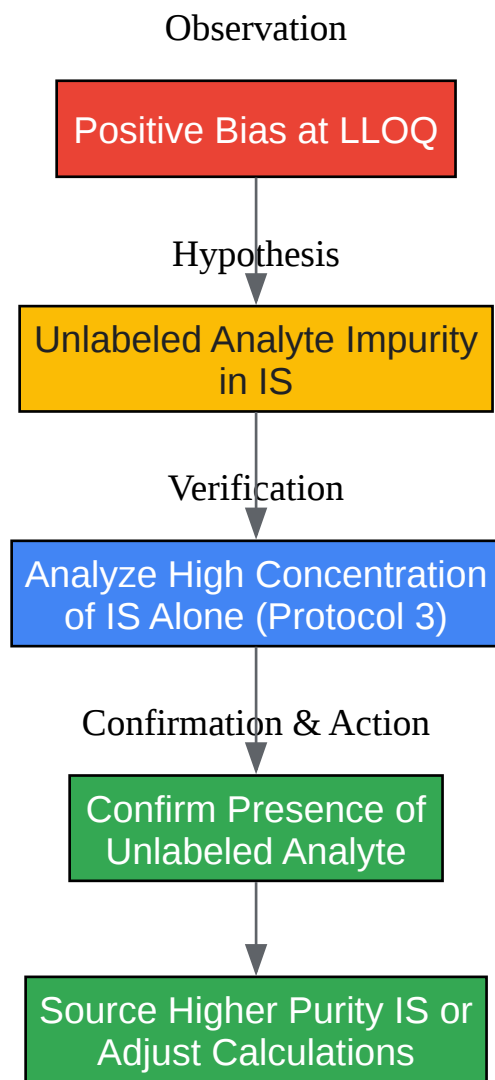 Observation
Positive Bias at LLOQ
Hypothesis
Unlabeled Analyte Impurity
in IS
Verification
Analyze High Concentration
of IS Alone (Protocol 3)
Confirmation & Action
Confirm Presence of
Unlabeled Analyte
Source Higher Purity IS or
Adjust Calculations